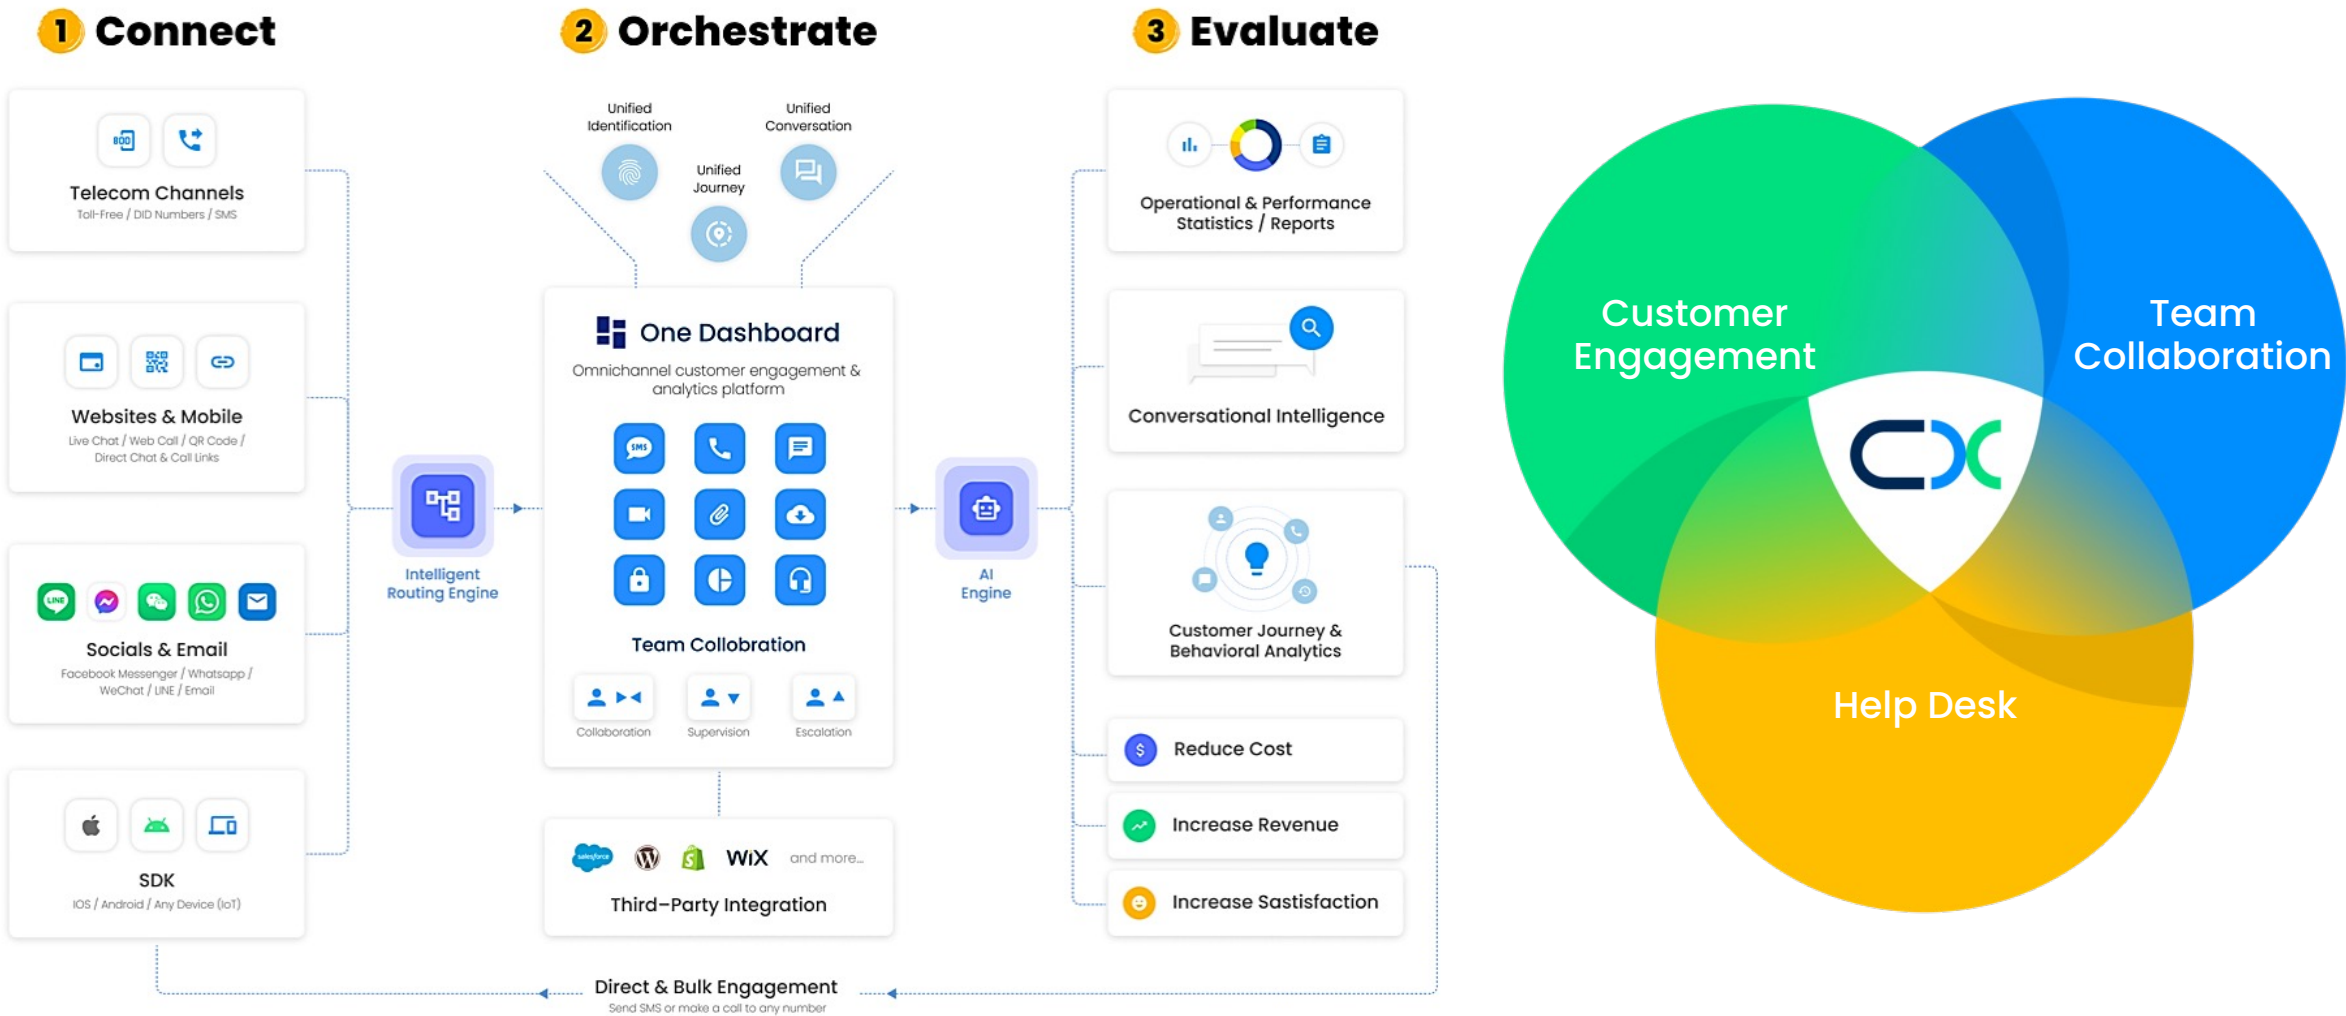 1 Connect
Telecom Channels
Toll-Free / DID Numbers / SMS
Websites & Mobile
Live Chat / Web Call / QR Code /
Direct Chat & Call Links
LINE
Socials & Email
Facebook Messenger / Whatsapp /
WeChat / LINE / Email
SDK
IOS / Android / Any Device (IoT)
Intelligent
Routing Engine
2 Orchestrate
Unified
Identification
Unified
Journey
Unified
Conversation
One Dashboard
Omnichannel customer engagement &
analytics platform
SMS
Team Collobration
Collaboration
Supervision
Escalation
salesforce WiX and more...
Third-Party Integration
Direct & Bulk Engagement
Send SMS or make a call to any number
AI
Engine
3 Evaluate
Operational & Performance
Statistics / Reports
Conversational Intelligence
Customer Journey &
Behavioral Analytics
$ Reduce Cost
Increase Revenue
Increase Sastisfaction
Customer
Engagement
Team
Collaboration
CX
Help Desk